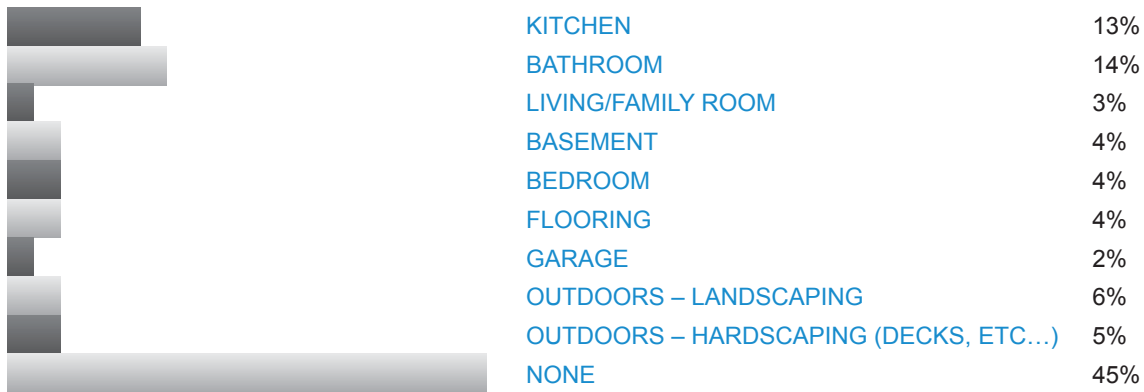 KITCHEN 13%
BATHROOM 14%
LIVING/FAMILY ROOM 3%
BASEMENT 4%
BEDROOM 4%
FLOORING 4%
GARAGE 2%
OUTDOORS – LANDSCAPING 6%
OUTDOORS – HARDSCAPING (DECKS, ETC…) 5%
NONE 45%